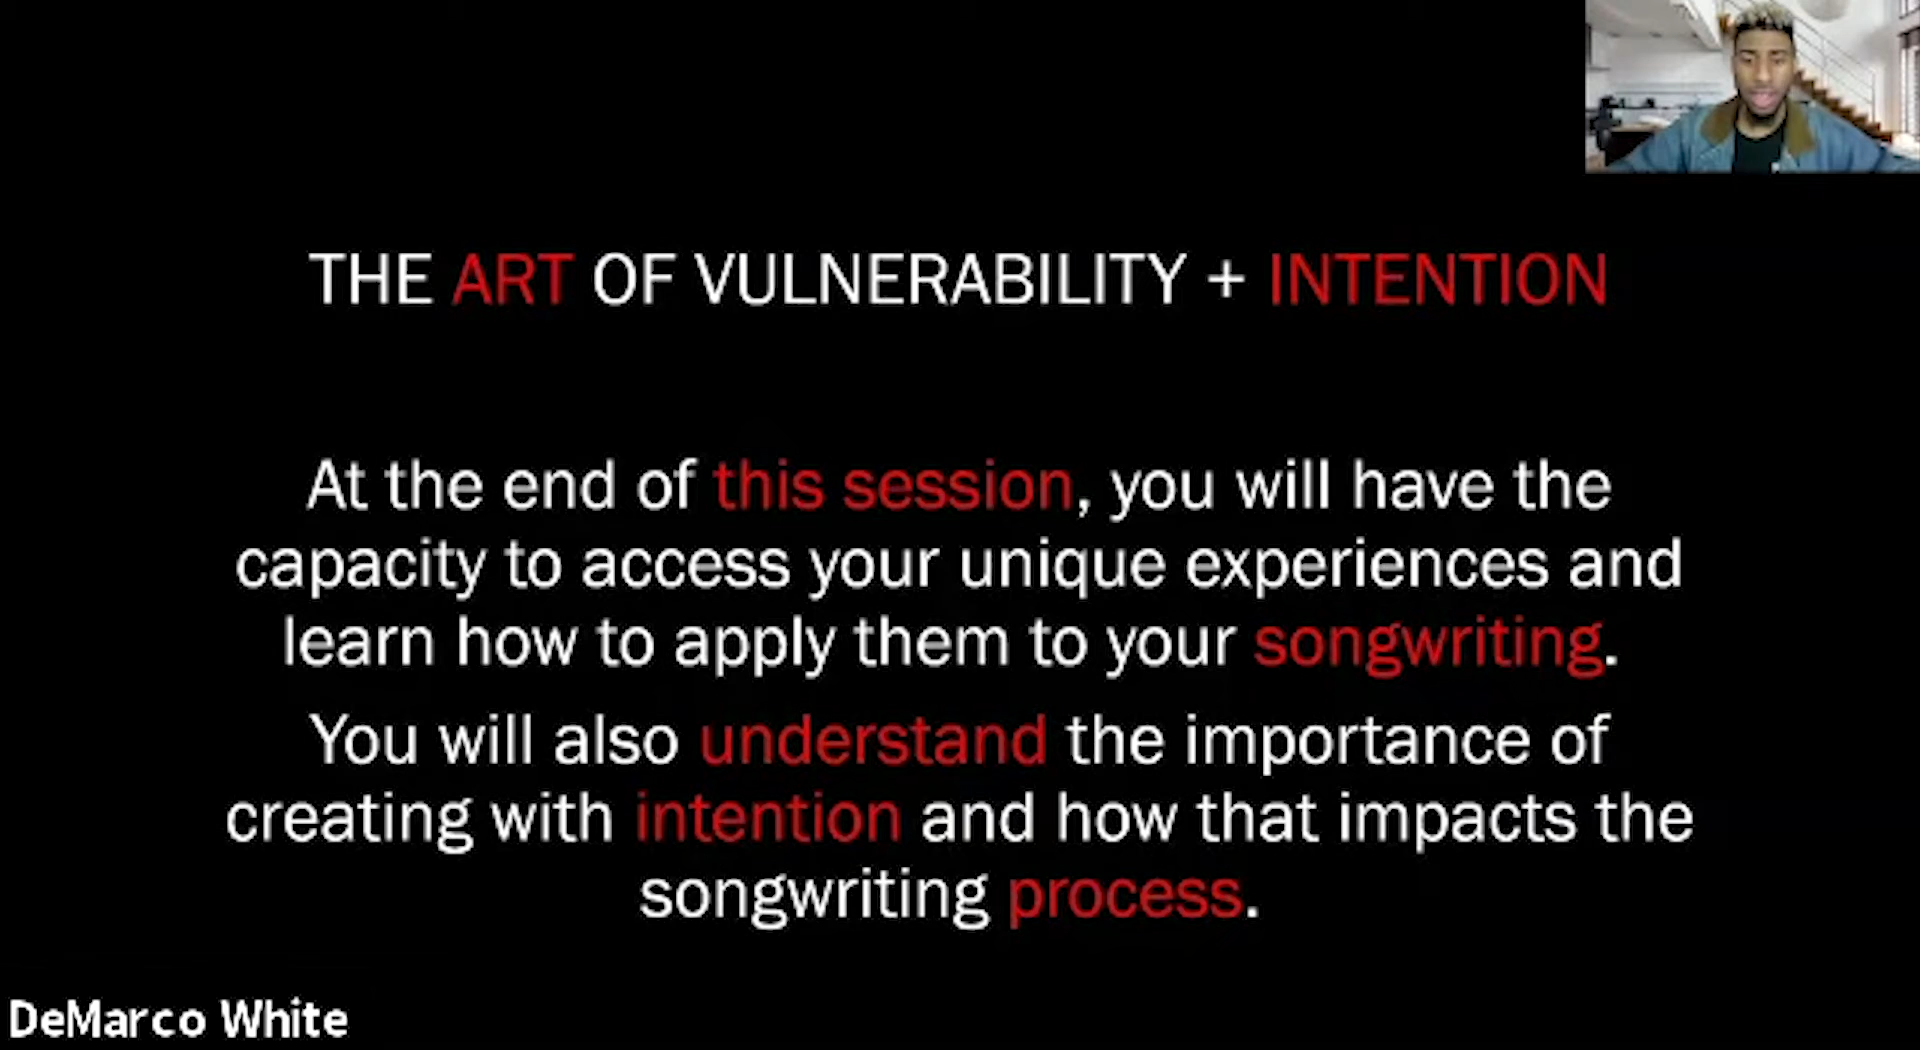 THE ART OF VULNERABILITY + INTENTION
At the end of this session, you will have the
capacity to access your unique experiences and
learn how to apply them to your songwriting.
You will also understand the importance of
creating with intention and how that impacts the
songwriting process.
DeMarco White